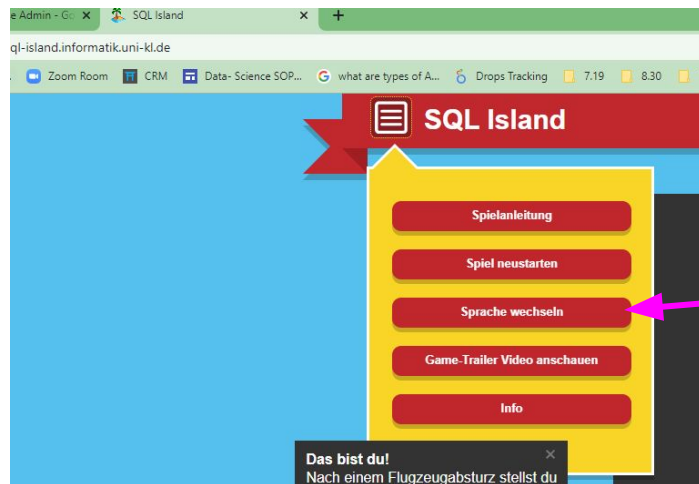 e Admin - Go
SQL Island
ql-island.informatik.uni-kl.de
Zoom Room CRM Data- Science SOP... what are types of A... Drops Tracking 7.19 8.30
SQL Island
Spielanleitung
Spiel neustarten
Sprache wechseln
Game-Trailer Video anschauen
Info
Das bist du!
Nach einem Flugzeugabsturz stellst du